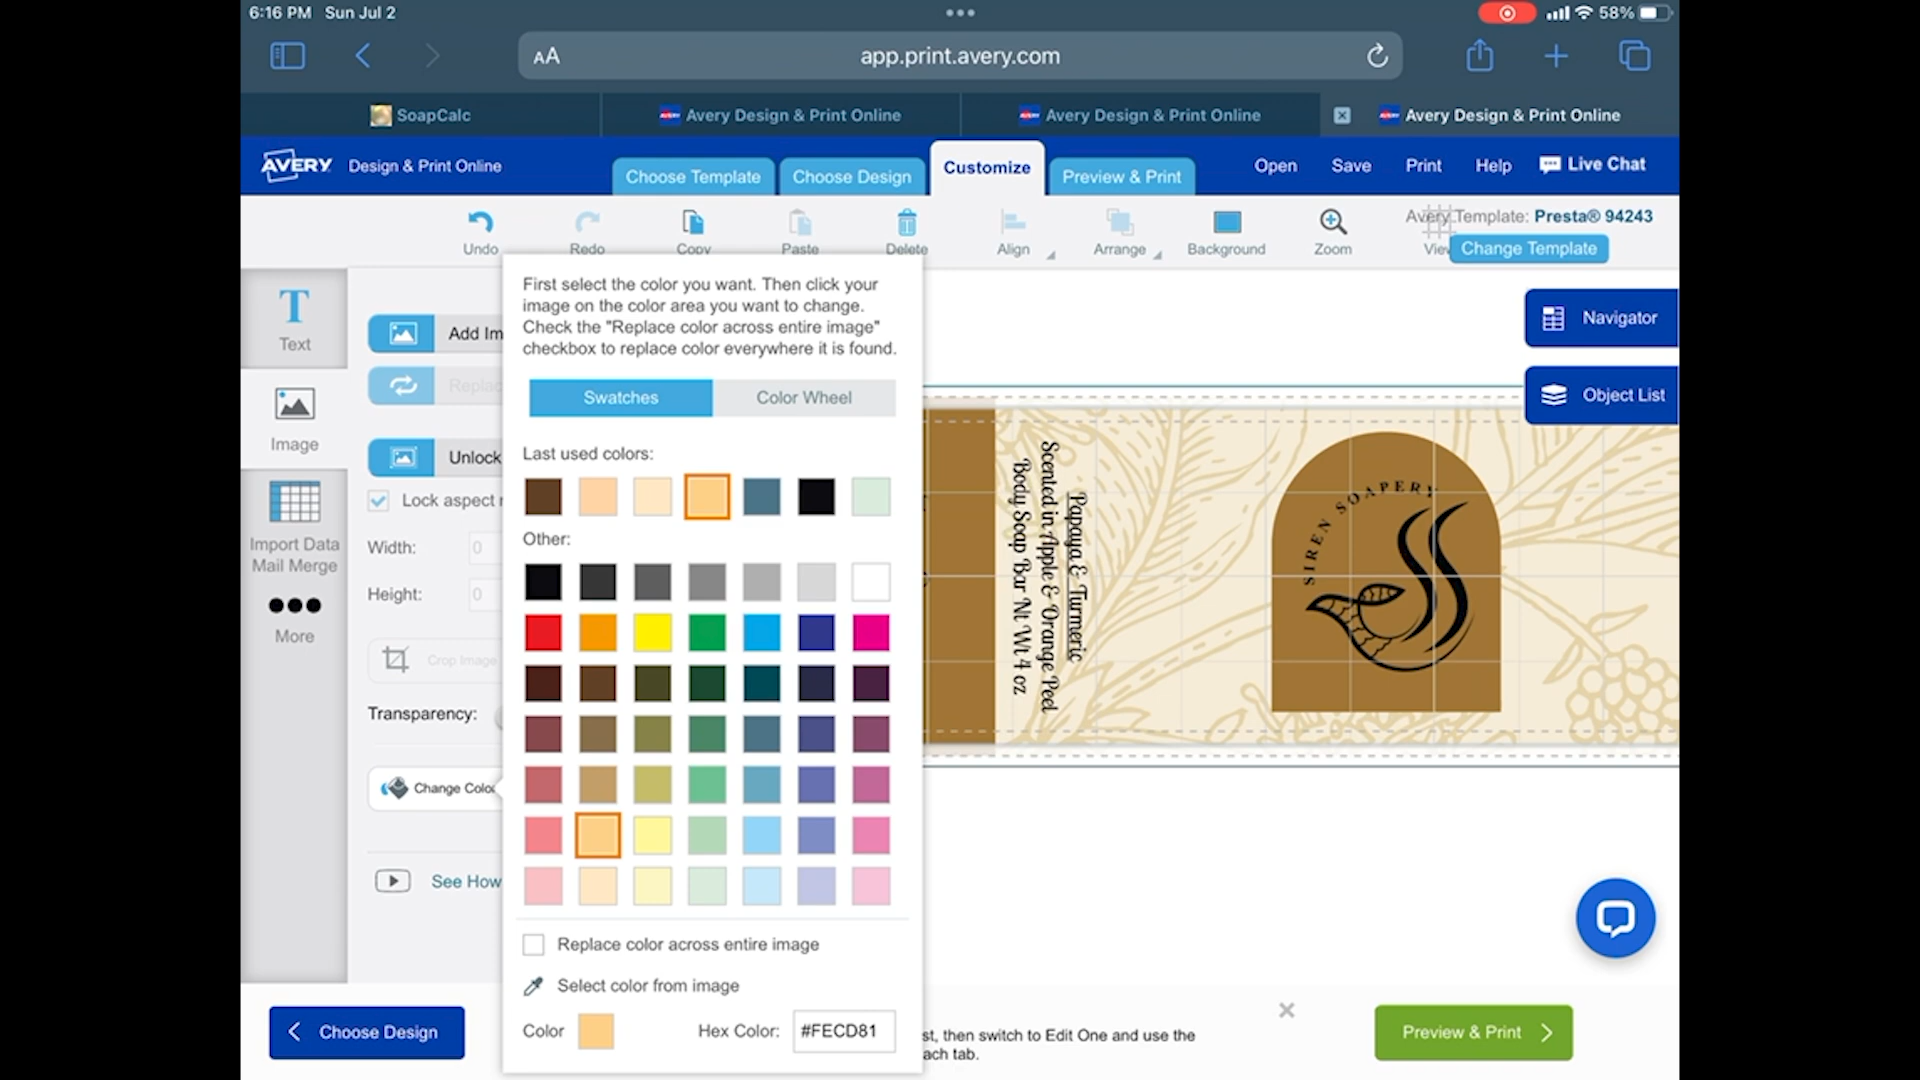 6:16 PM Sun Jul 2
58%
AA
app.print.avery.com
SoapCalc
Avery Design & Print Online
Avery Design & Print Online
Avery Design & Print Online
AVERY
Design & Print Online
Choose Template
Choose Design
Customize
Preview & Print
Open
Save
Print
Help
Live Chat
Undo
Redo
Copy
Paste
Delete
Align
Arrange
Background
Zoom
Avery Template: Presta® 94243
Change Template
Text
Image
Import Data
Mail Merge
More
Add Im
Replac
Unlock
Lock aspect r
Width: 0
Height: 0
Crop Image
Transparency:
Change Colo
See How
First select the color you want. Then click your
image on the color area you want to change.
Check the "Replace color across entire image"
checkbox to replace color everywhere it is found.
Swatches
Color Wheel
Last used colors:
Other:
Replace color across entire image
Select color from image
Color
Hex Color: #FECD81
Navigator
Object List
Papaya & Turmeric
Scented in Apple & Orange Peel
Body Soap Bar Nt Wt 4 oz
SIREN SOAPERY
st, then switch to Edit One and use the
ach tab.
Choose Design
Preview & Print